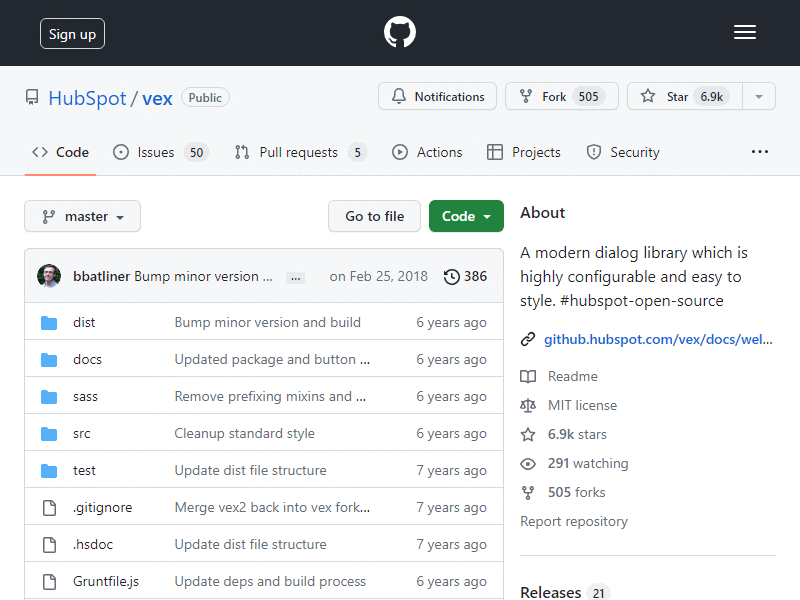 Sign up
HubSpot / vex Public
Notifications Fork 505 Star 6.9k
Code Issues 50 Pull requests 5 Actions Projects Security ...
master Go to file Code
bbatliner Bump minor version ... ... on Feb 25, 2018 386
dist Bump minor version and build 6 years ago
docs Updated package and button ... 6 years ago
sass Remove prefixing mixins and ... 6 years ago
src Cleanup standard style 6 years ago
test Update dist file structure 7 years ago
.gitignore Merge vex2 back into vex fork... 7 years ago
.hsdoc Update dist file structure 7 years ago
Gruntfile.js Update deps and build process 6 years ago
About
A modern dialog library which is
highly configurable and easy to
style. #hubspot-open-source
github.hubspot.com/vex/docs/wel...
Readme
MIT license
6.9k stars
291 watching
505 forks
Report repository
Releases 21